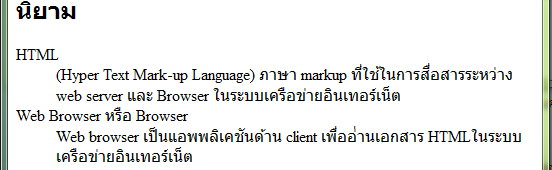 นิยาม
HTML
(Hyper Text Mark-up Language) ภาษา markup ที่ใช้ในการสื่อสารระหว่าง
web server และ Browser ในระบบเครือข่ายอินเทอร์เน็ต
Web Browser หรือ Browser
Web browser เป็นแอพพลิเคชันด้าน client เพื่ออ่านเอกสาร HTMLในระบบ
เครือข่ายอินเทอร์เน็ต